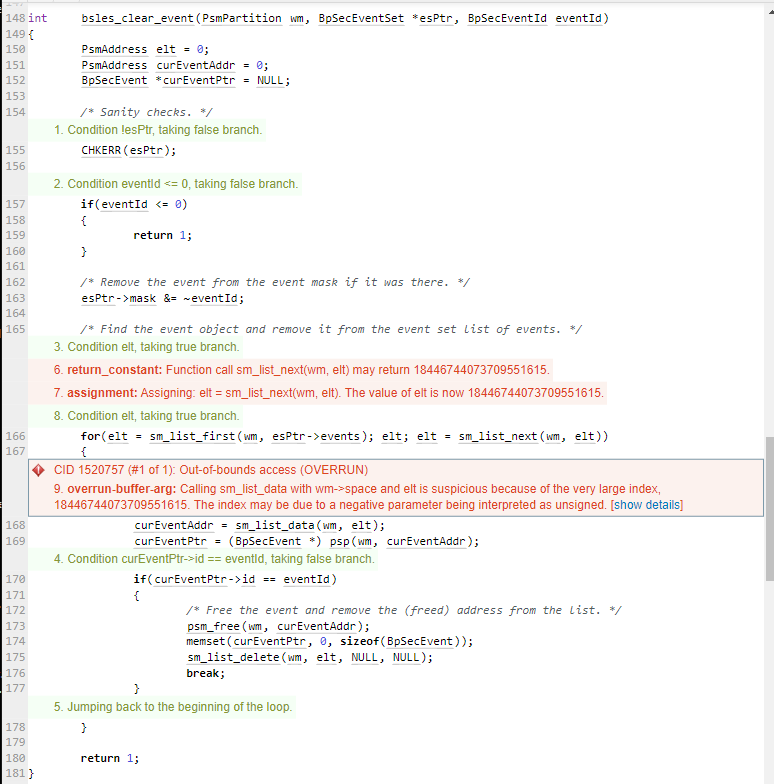 148 int bsles_clear_event(PsmPartition wm, BpSecEventSet *esPtr, BpSecEventId eventId)
149 {
150 PsmAddress elt = 0;
151 PsmAddress curEventAddr = 0;
152 BpSecEvent *curEventPtr = NULL;
153
154 /* Sanity checks. */
1. Condition !esPtr, taking false branch.
155 CHKERR(esPtr);
156
2. Condition eventId <= 0, taking false branch.
157 if(eventId <= 0)
158 {
159 return 1;
160 }
161
162 /* Remove the event from the event mask if it was there. */
163 esPtr->mask &= ~eventId;
164
165 /* Find the event object and remove it from the event set list of events. */
3. Condition elt, taking true branch.
6. return_constant: Function call sm_list_next(wm, elt) may return 18446744073709551615.
7. assignment: Assigning: elt = sm_list_next(wm, elt). The value of elt is now 18446744073709551615.
8. Condition elt, taking true branch.
166 for(elt = sm_list_first(wm, esPtr->events); elt; elt = sm_list_next(wm, elt))
167 {
CID 1520757 (#1 of 1): Out-of-bounds access (OVERRUN)
9. overrun-buffer-arg: Calling sm_list_data with wm->space and elt is suspicious because of the very large index,
18446744073709551615. The index may be due to a negative parameter being interpreted as unsigned. [show details]
168 curEventAddr = sm_list_data(wm, elt);
169 curEventPtr = (BpSecEvent *) psp(wm, curEventAddr);
4. Condition curEventPtr->id == eventId, taking false branch.
170 if(curEventPtr->id == eventId)
171 {
172 /* Free the event and remove the (freed) address from the list. */
173 psm_free(wm, curEventAddr);
174 memset(curEventPtr, 0, sizeof(BpSecEvent));
175 sm_list_delete(wm, elt, NULL, NULL);
176 break;
177 }
5. Jumping back to the beginning of the loop.
178 }
179
180 return 1;
181 }